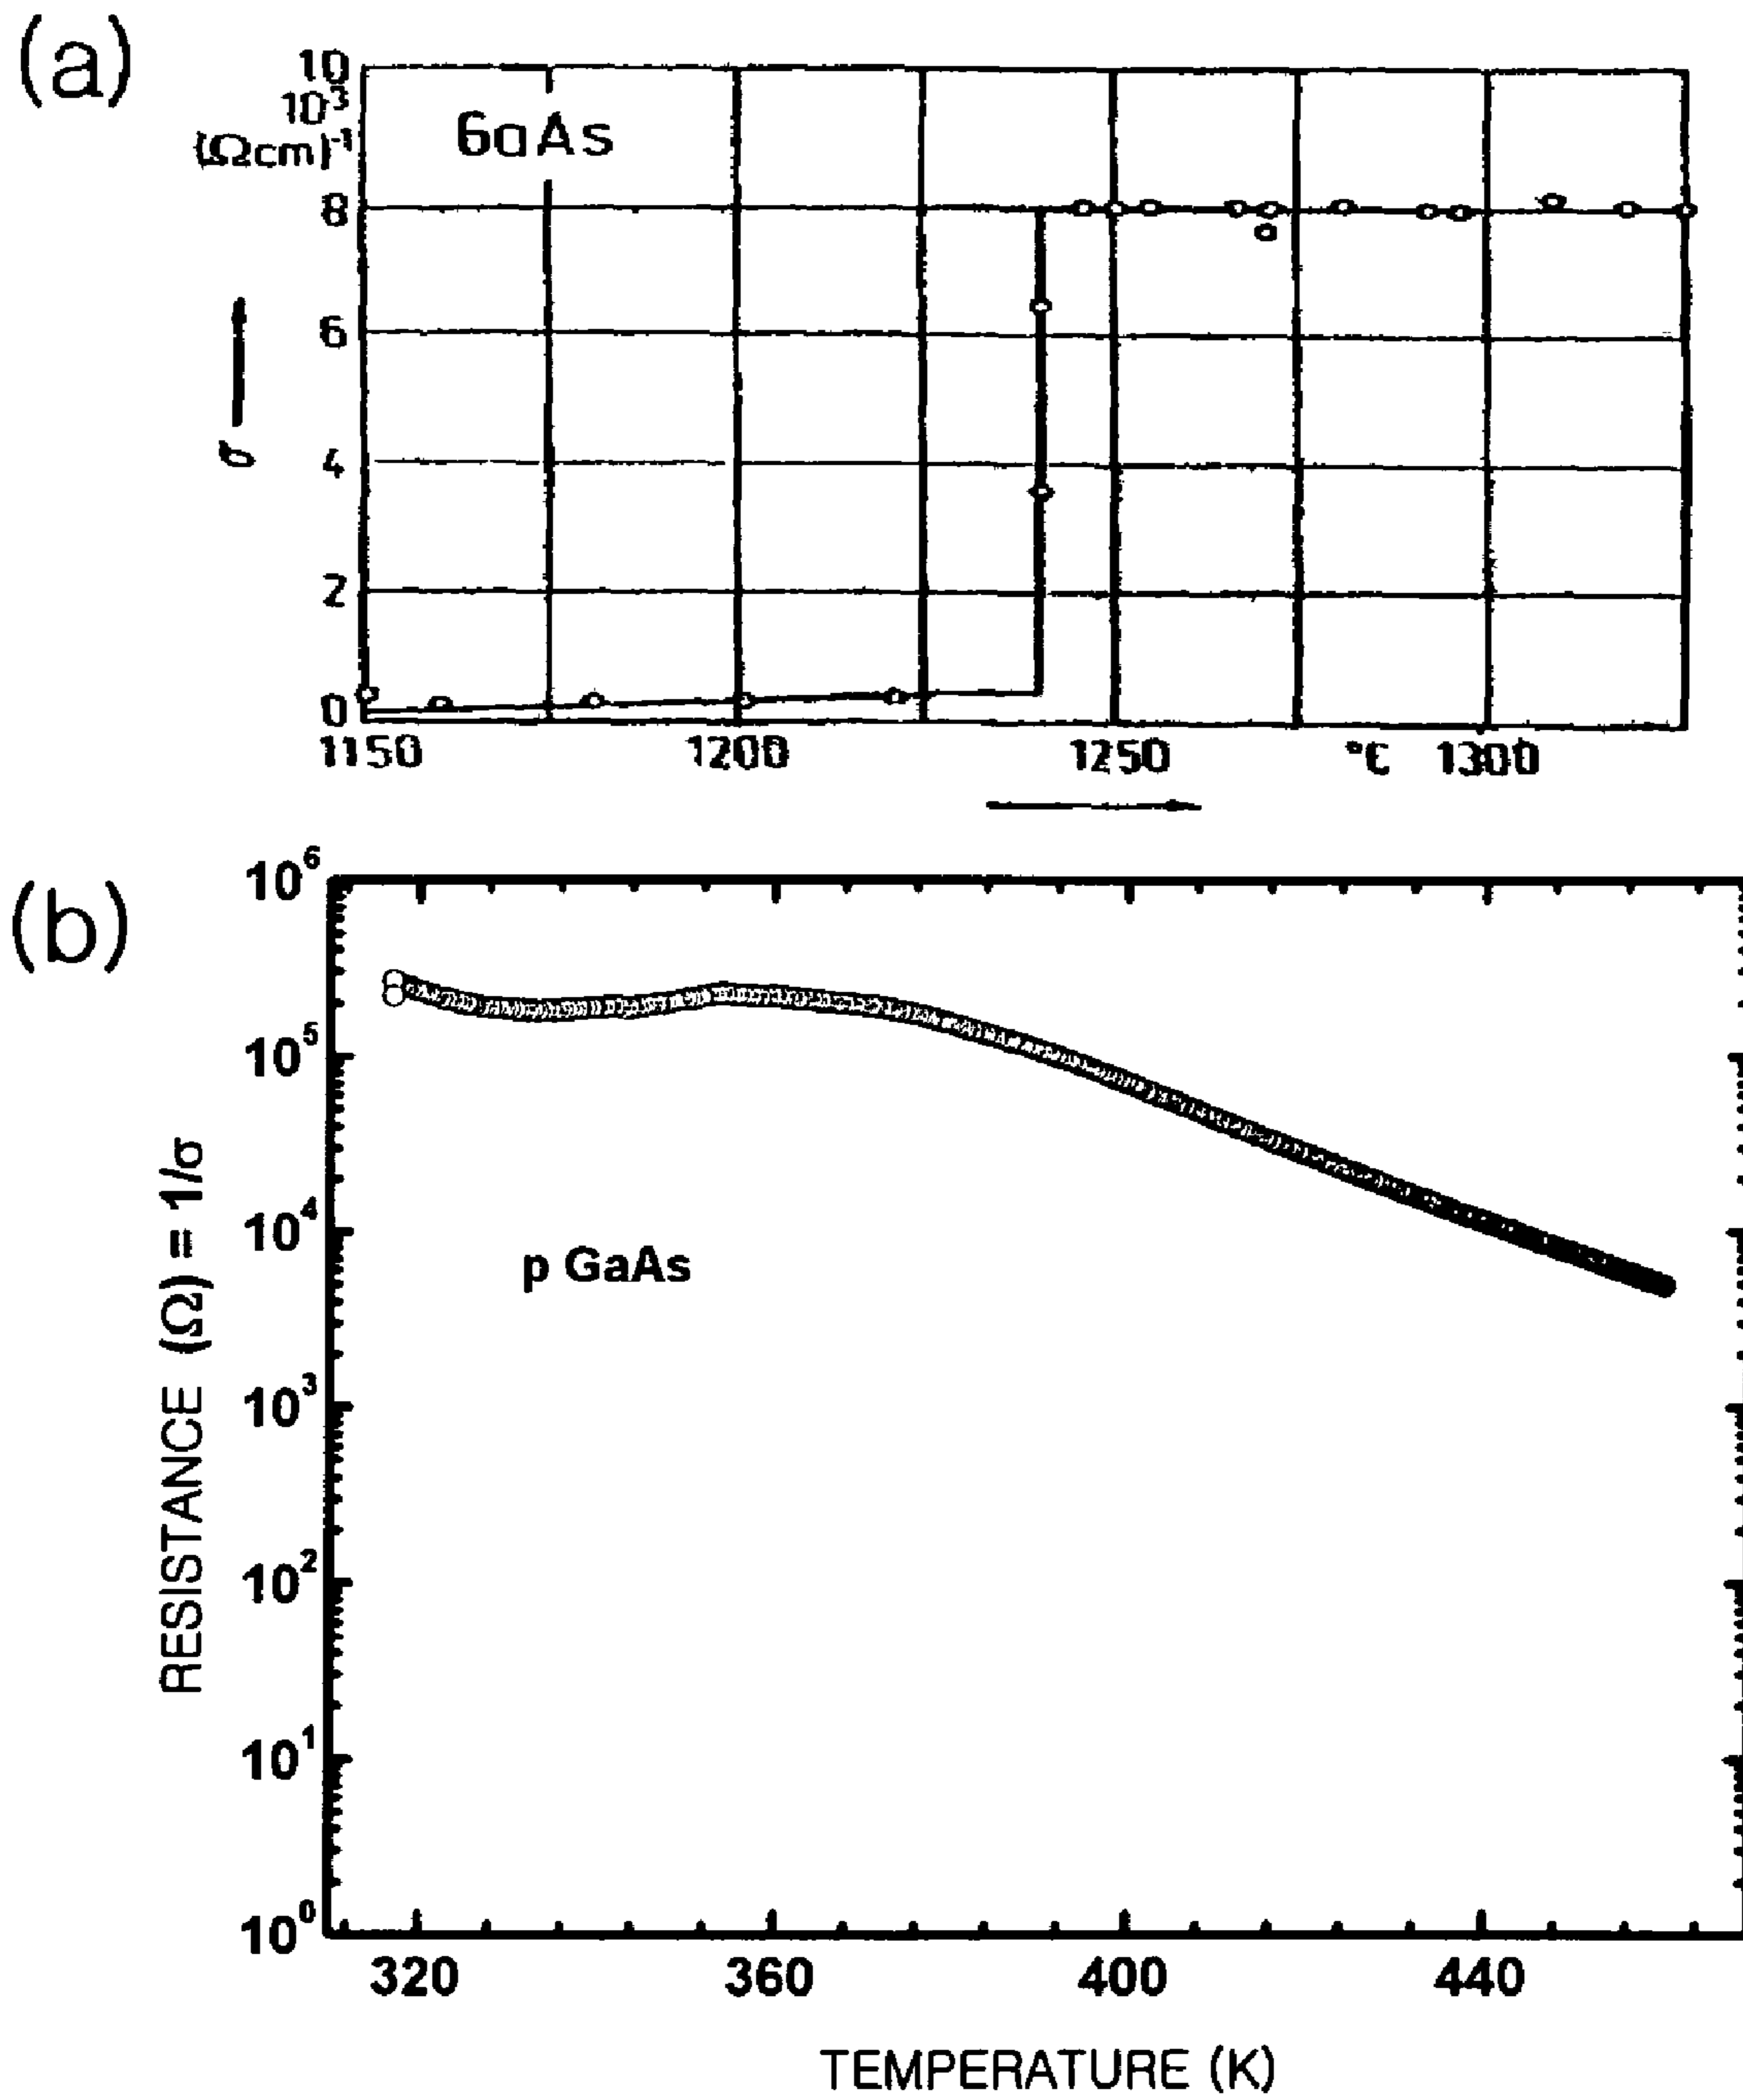 (a)
10
10³
(Ωcm)⁻¹
GaAs
8
6
σ
4
2
0
1150 1200 1250 °C 1300
(b)
10⁶
10⁵
10⁴
10³
10²
10¹
10⁰
RESISTANCE (Ω) = 1/σ
p GaAs
320 360 400 440
TEMPERATURE (K)